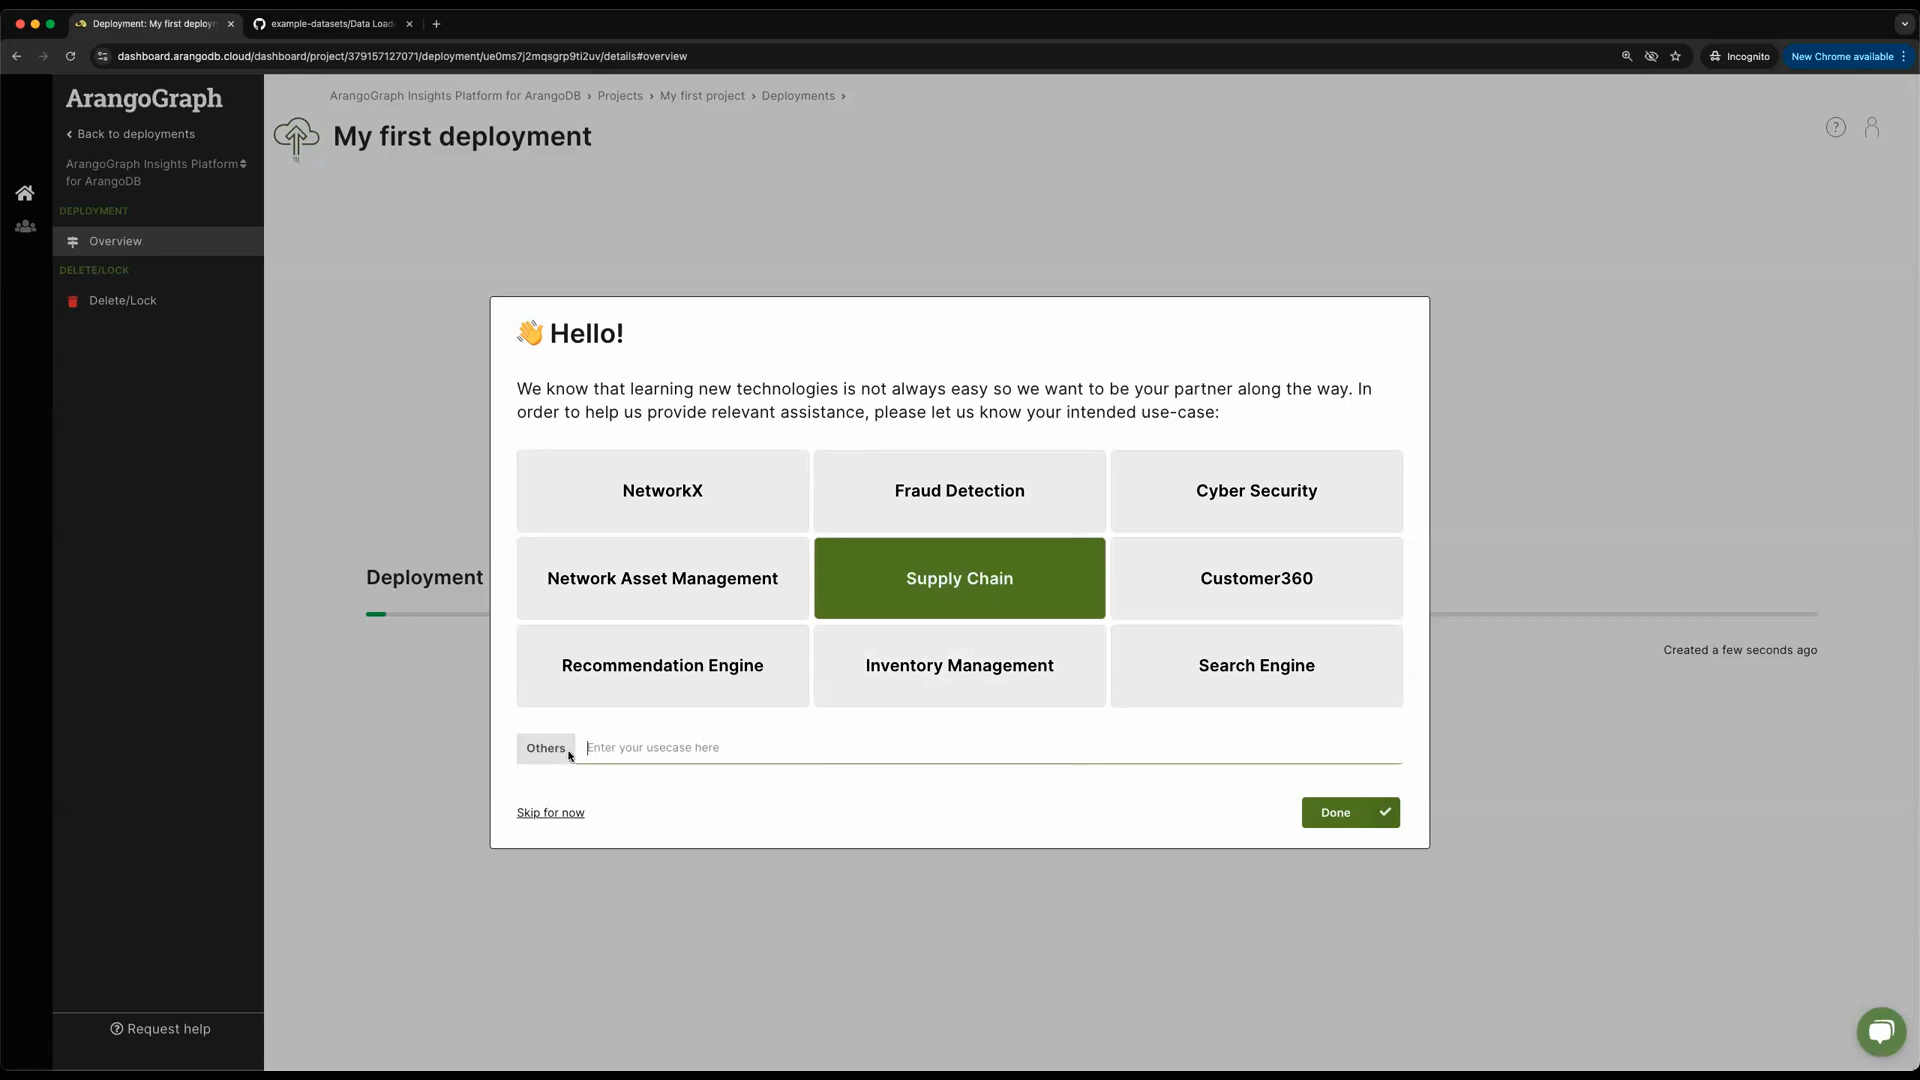 Deployment: My first deploym
example-datasets/Data Load
dashboard.arangodb.cloud/dashboard/project/379157127071/deployment/ue0ms7j2mqsgrp9ti2uv/details#overview
Incognito
New Chrome available
ArangoGraph
Back to deployments
ArangoGraph Insights Platform
for ArangoDB
DEPLOYMENT
Overview
DELETE/LOCK
Delete/Lock
Request help
ArangoGraph Insights Platform for ArangoDB › Projects › My first project › Deployments ›
My first deployment
Deployment
Created a few seconds ago
👋 Hello!
We know that learning new technologies is not always easy so we want to be your partner along the way. In
order to help us provide relevant assistance, please let us know your intended use-case:
NetworkX
Fraud Detection
Cyber Security
Network Asset Management
Supply Chain
Customer360
Recommendation Engine
Inventory Management
Search Engine
Others
Enter your usecase here
Skip for now
Done